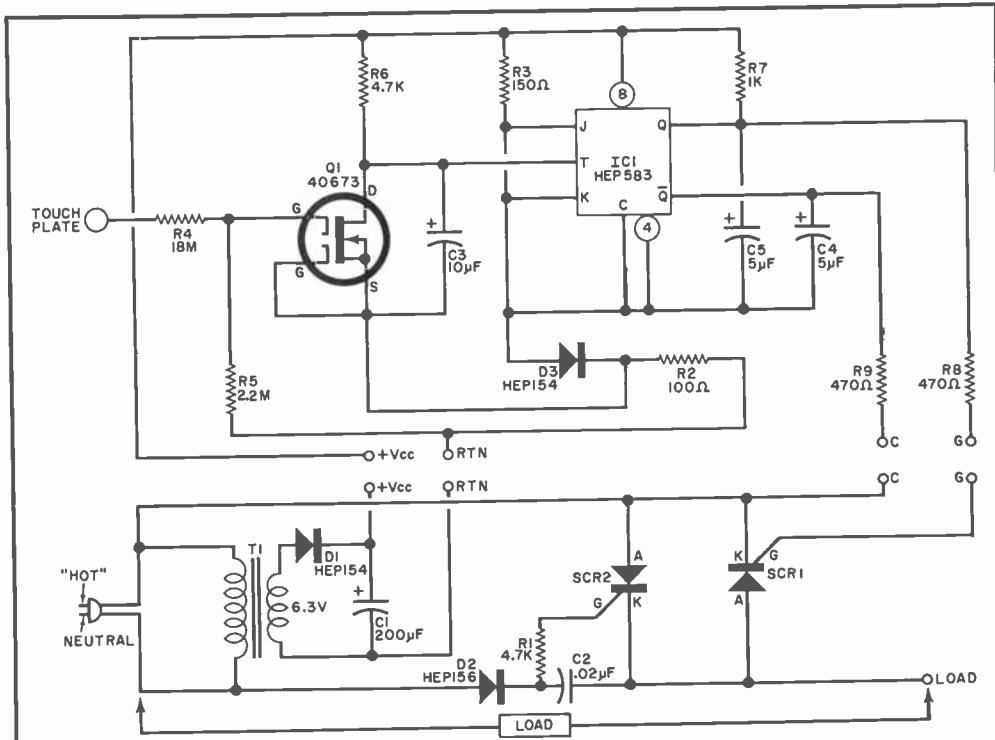 R6
4.7K
R3
150Ω
8
R7
1K
J
Q
Q1
40673
D
T
IC1
HEP583
TOUCH
PLATE
G
K
Q̅
R4
18M
C
+
C3
10µF
4
+
C5
5µF
+
C4
5µF
G
S
D3
HEP154
R2
100Ω
R9
470Ω
R8
470Ω
R5
2.2M
+Vcc
RTN
C
G
+Vcc
RTN
C
G
T1
D1
HEP154
A
K
G
"HOT"
SCR2
SCR1
6.3V
+
C1
200µF
G
K
A
NEUTRAL
R1
4.7K
C2
.02µF
D2
HEP156
LOAD
LOAD